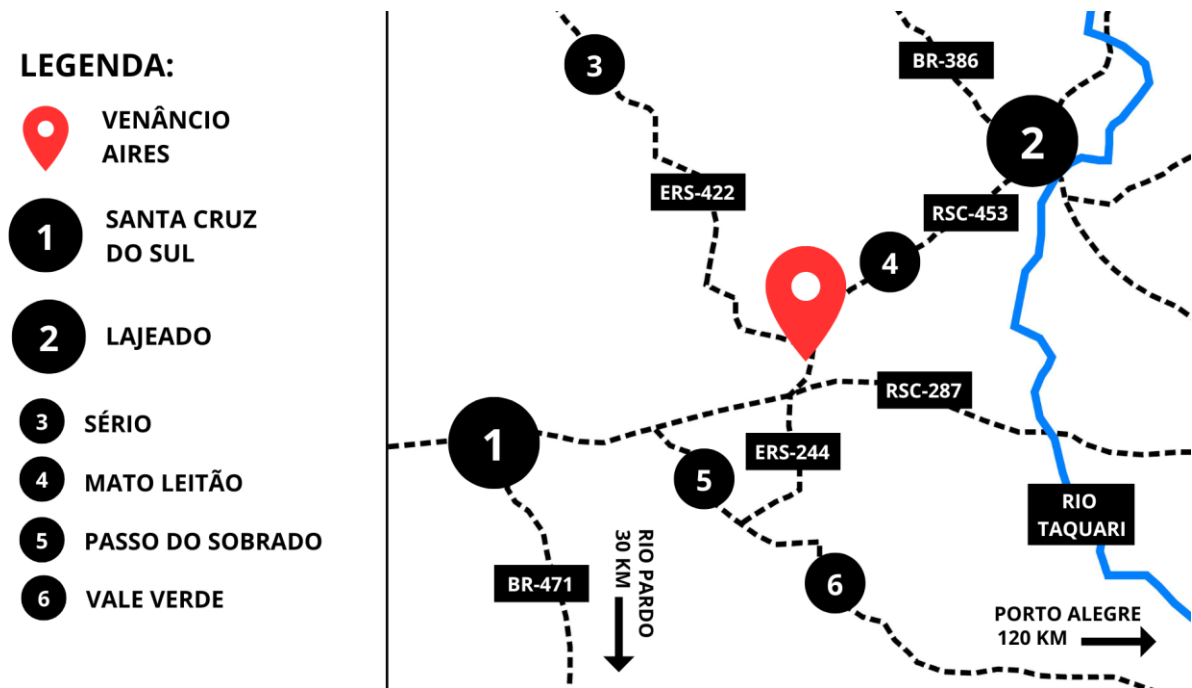 LEGENDA:
VENÂNCIO
AIRES
1
SANTA CRUZ
DO SUL
2
LAJEADO
3
SÉRIO
4
MATO LEITÃO
5
PASSO DO SOBRADO
6
VALE VERDE
3
BR-386
2
ERS-422
RSC-453
4
RSC-287
1
ERS-244
5
RIO
TAQUARI
RIO PARDO
30 KM
BR-471
6
PORTO ALEGRE
120 KM